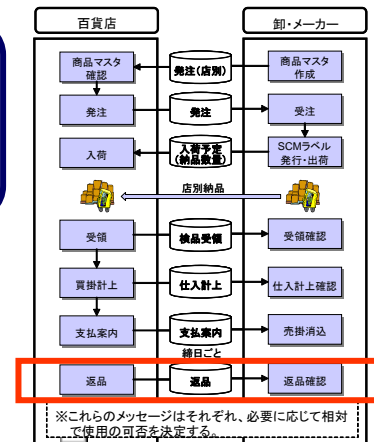 百貨店
卸・メーカー
商品マスタ
確認
発注(店別)
商品マスタ
作成
発注
発注
受注
入荷
入荷予定
(納品数量)
SCMラベル
発行・出荷
店別納品
受領
検品受領
受領確認
買掛計上
仕入計上
仕入計上確認
支払案内
支払案内
売掛消込
締日ごと
返品
返品
返品確認
※これらのメッセージはそれぞれ、必要に応じて相対
で使用の可否を決定する。